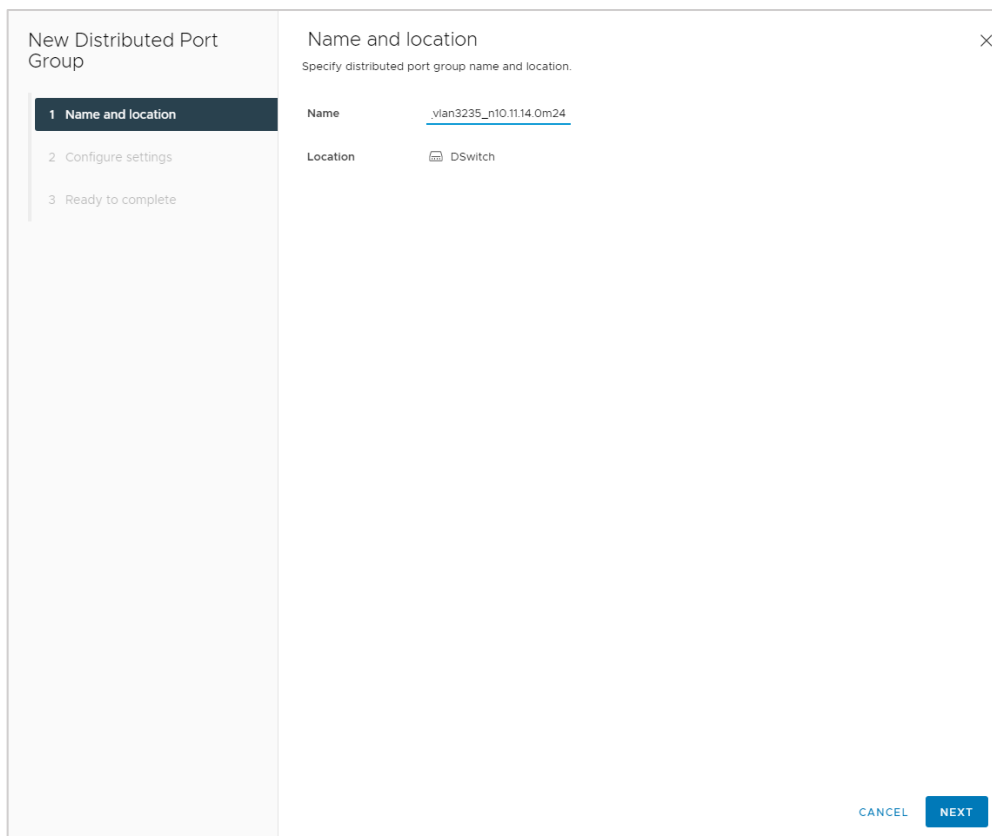 New Distributed Port
Group
1 Name and location
2 Configure settings
3 Ready to complete
Name and location
Specify distributed port group name and location.
Name
_vlan3235_n10.11.14.0m24
Location
DSwitch
CANCEL
NEXT